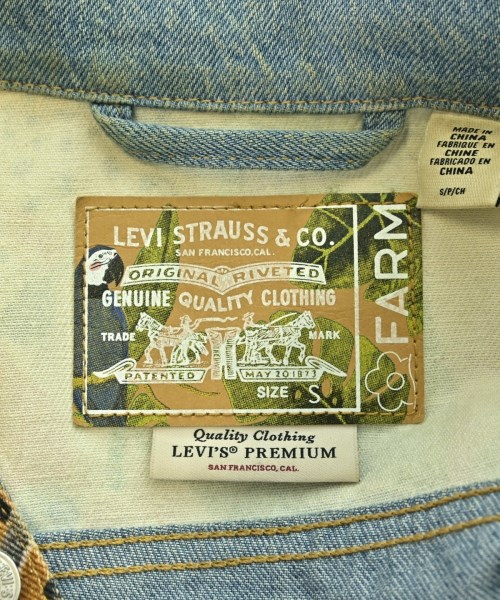 MADE IN
CHINA
FABRIQUE EN
CHINE
FABRICADO EN
CHINA
S/P/CH
LEVI STRAUSS & CO.
SAN FRANCISCO, CAL.
ORIGINAL RIVETED
GENUINE QUALITY CLOTHING
TRADE MARK
PATENTED MAY 20 1873
SIZE S
FARM
Quality Clothing
LEVI'S® PREMIUM
SAN FRANCISCO, CAL.